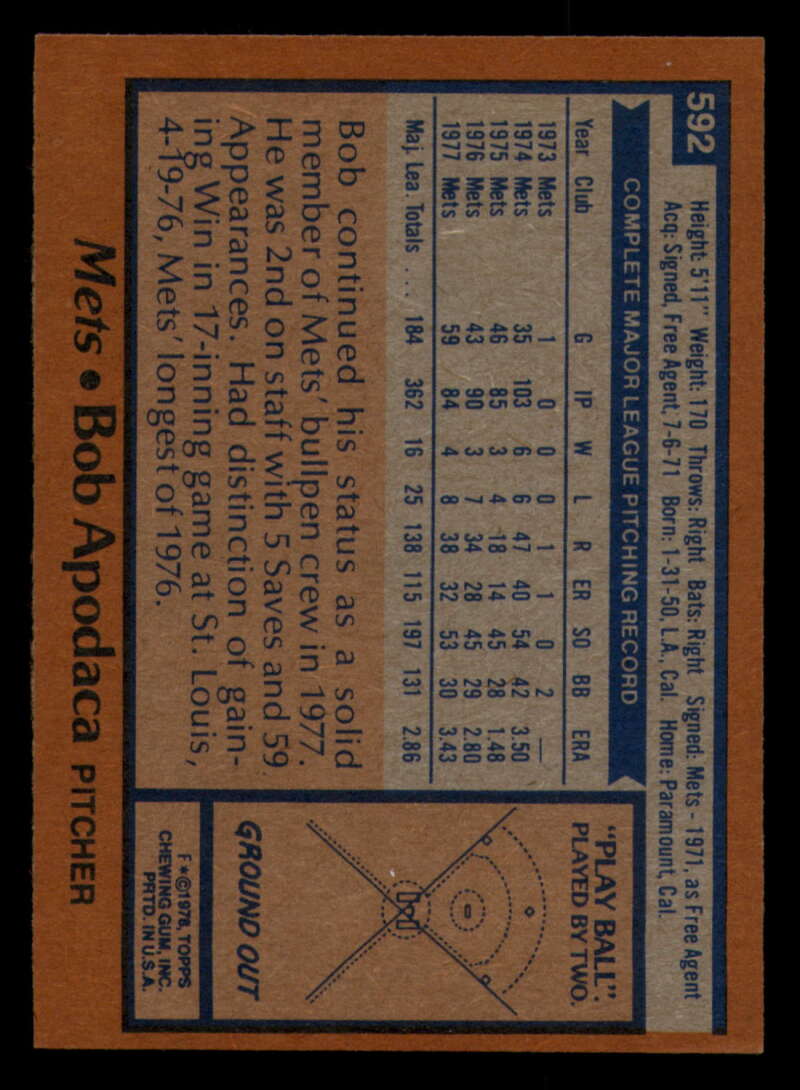 592
Height: 5'11" Weight: 170 Throws: Right Bats: Right Signed: Mets - 1971, as Free Agent
Acq: Signed, Free Agent, 7-6-71 Born: 1-31-50, L.A., Cal. Home: Paramount, Cal.
COMPLETE MAJOR LEAGUE PITCHING RECORD
Year Club G IP W L R ER SO BB ERA
1973 Mets 1 0 0 0 1 1 0 2 —
1974 Mets 35 103 6 6 47 40 54 42 3.50
1975 Mets 46 85 3 4 18 14 45 28 1.48
1976 Mets 43 90 3 7 34 28 45 29 2.80
1977 Mets 59 84 4 8 38 32 53 30 3.43
Maj. Lea. Totals . . . 184 362 16 25 138 115 197 131 2.86
Bob continued his status as a solid
member of Mets' bullpen crew in 1977.
He was 2nd on staff with 5 Saves and 59
Appearances. Had distinction of gain-
ing Win in 17-inning game at St. Louis,
4-19-76, Mets' longest of 1976.
"PLAY BALL".
PLAYED BY TWO.
GROUND OUT
F*©1978, TOPPS
CHEWING GUM, INC.
PRTD. IN U.S.A.
Mets • Bob Apodaca PITCHER